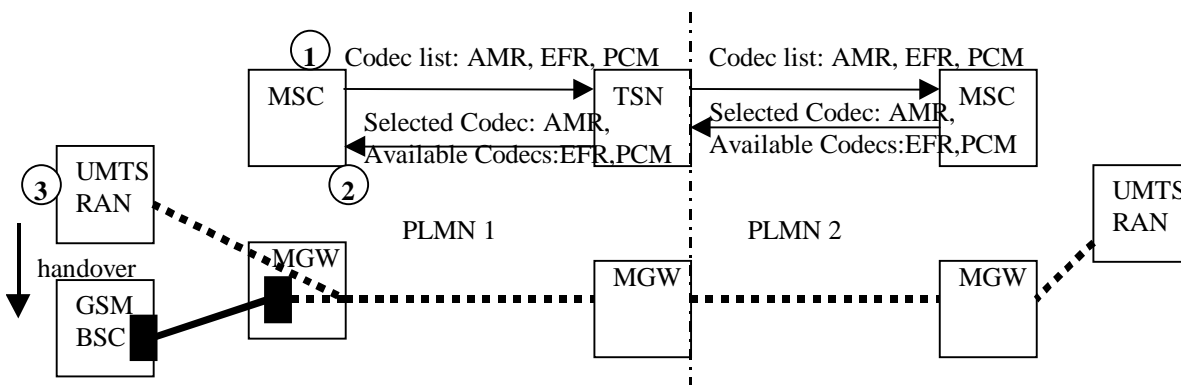 1
Codec list: AMR, EFR, PCM
Codec list: AMR, EFR, PCM
MSC
TSN
MSC
Selected Codec: AMR,
Available Codecs:EFR,PCM
Selected Codec: AMR,
Available Codecs:EFR,PCM
2
3
UMTS
RAN
UMTS
RAN
PLMN 1
PLMN 2
handover
MGW
MGW
MGW
GSM
BSC